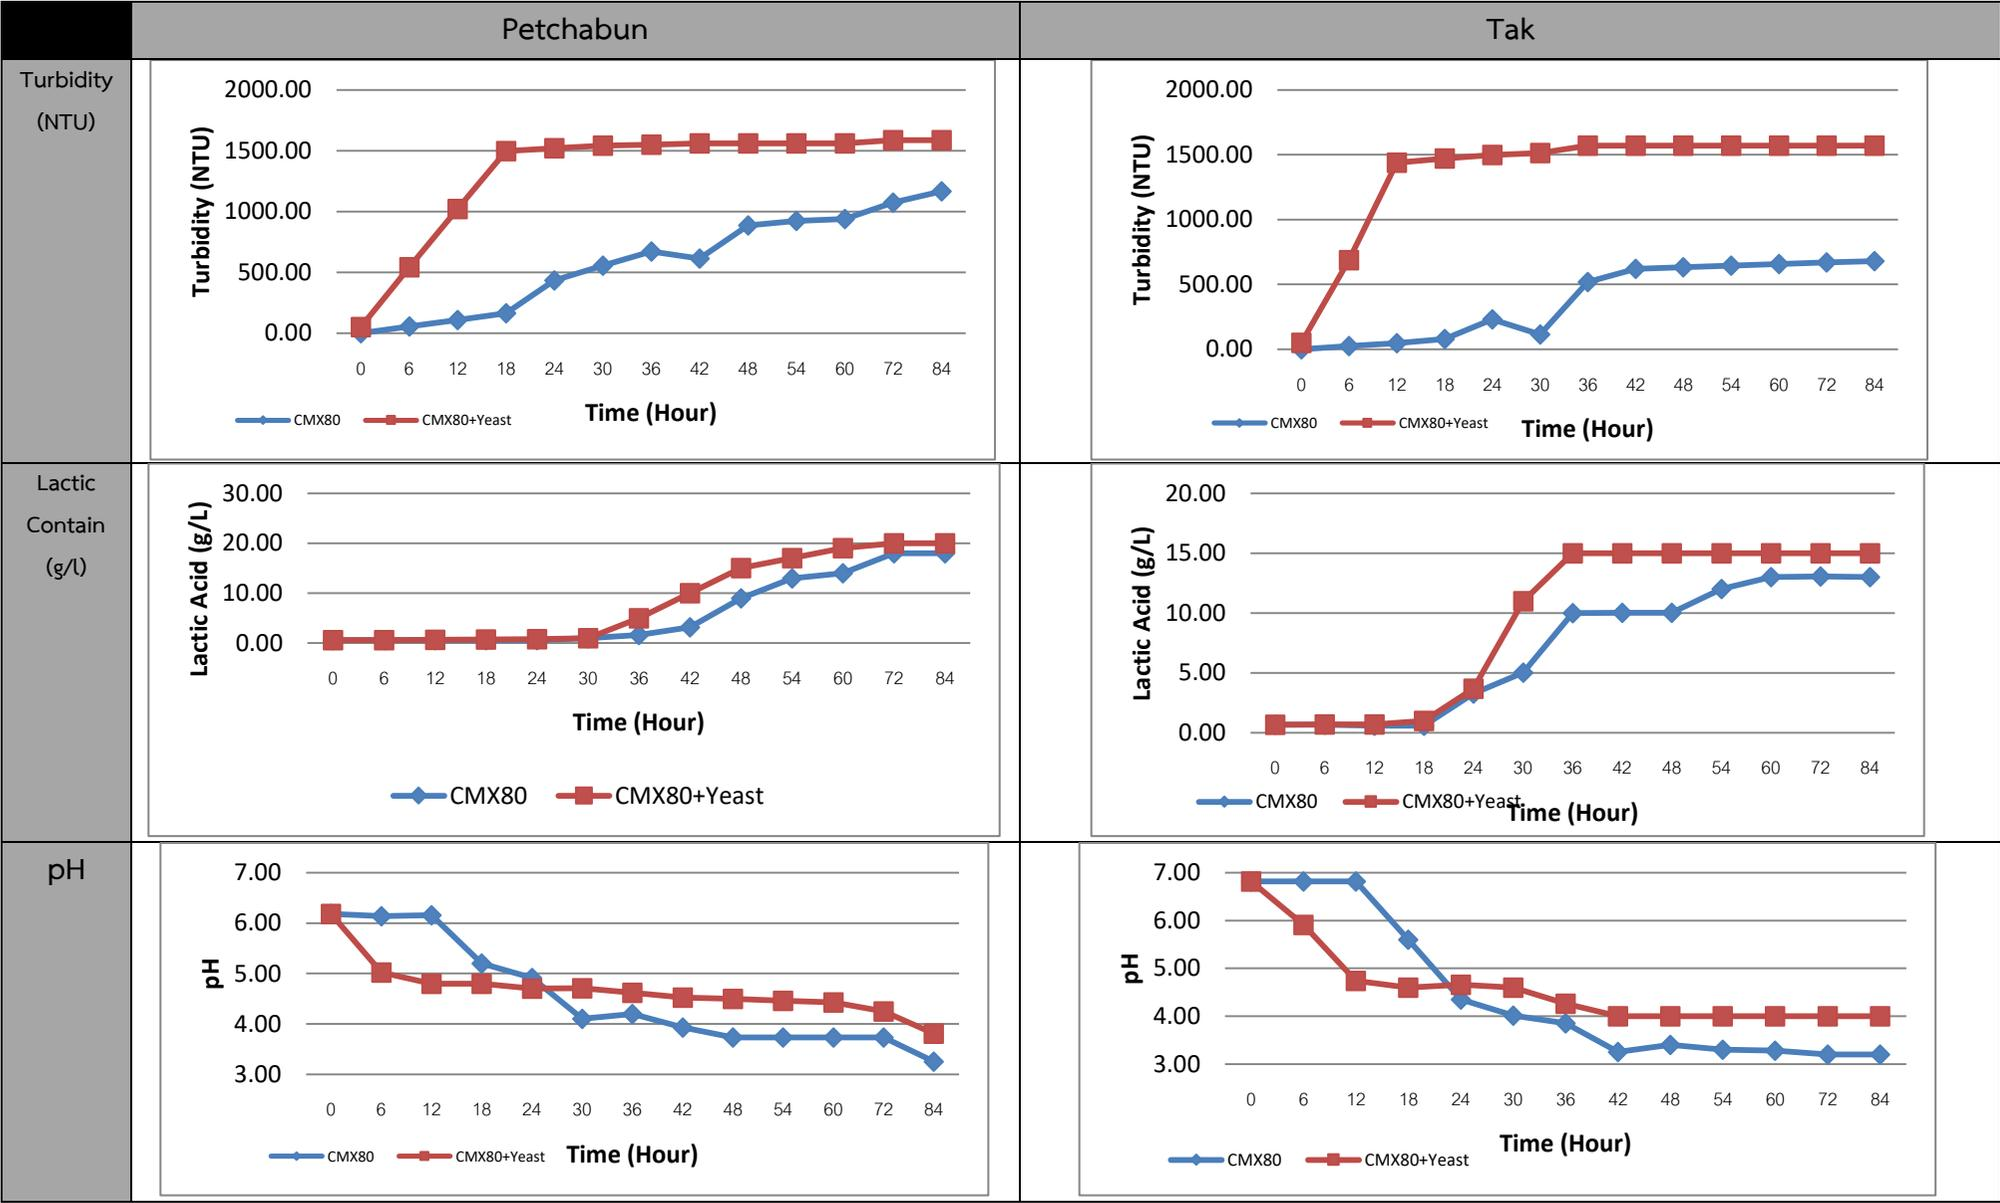 Petchabun
Tak
Turbidity
(NTU)
2000.00
1500.00
1000.00
500.00
0.00
Turbidity (NTU)
0 6 12 18 24 30 36 42 48 54 60 72 84
CMX80 CMX80+Yeast Time (Hour)
2000.00
1500.00
1000.00
500.00
0.00
Turbidity (NTU)
0 6 12 18 24 30 36 42 48 54 60 72 84
CMX80 CMX80+Yeast Time (Hour)
Lactic
Contain
(g/l)
30.00
20.00
10.00
0.00
Lactic Acid (g/L)
0 6 12 18 24 30 36 42 48 54 60 72 84
Time (Hour)
CMX80 CMX80+Yeast
20.00
15.00
10.00
5.00
0.00
Lactic Acid (g/L)
0 6 12 18 24 30 36 42 48 54 60 72 84
CMX80 CMX80+Yeast Time (Hour)
pH
7.00
6.00
5.00
4.00
3.00
pH
0 6 12 18 24 30 36 42 48 54 60 72 84
CMX80 CMX80+Yeast Time (Hour)
7.00
6.00
5.00
4.00
3.00
pH
0 6 12 18 24 30 36 42 48 54 60 72 84
CMX80 CMX80+Yeast Time (Hour)